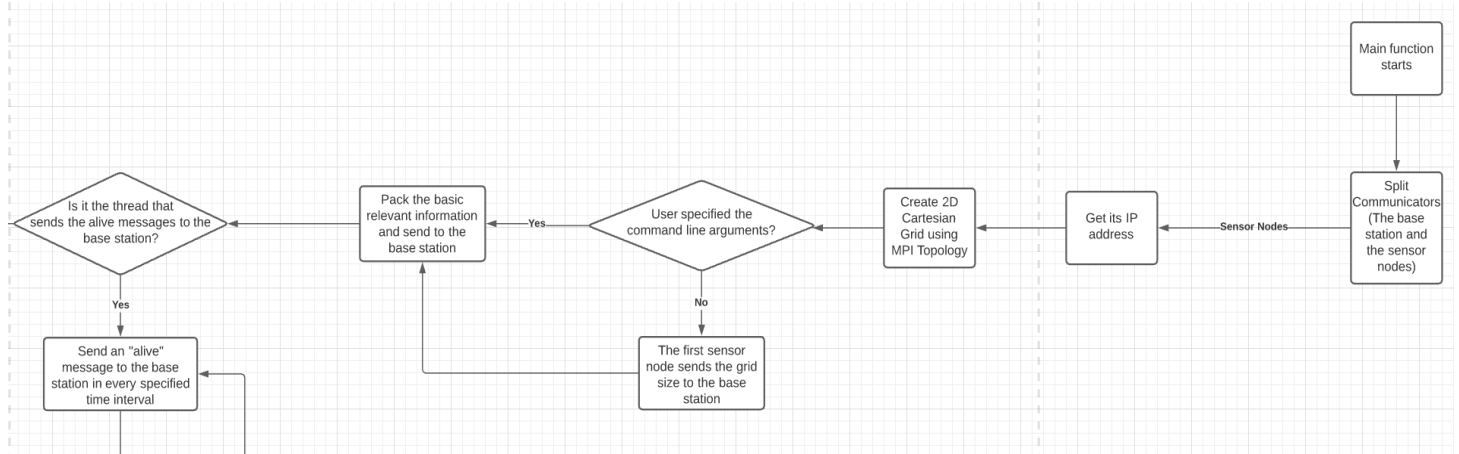 Main function
starts
Split
Communicators
(The base
station and
the sensor
nodes)
Sensor Nodes
Get its IP
address
Create 2D
Cartesian
Grid using
MPI Topology
User specified the
command line arguments?
Yes
No
The first sensor
node sends the grid
size to the base
station
Pack the basic
relevant information
and send to the
base station
Is it the thread that
sends the alive messages to the
base station?
Yes
Send an "alive"
message to the base
station in every specified
time interval